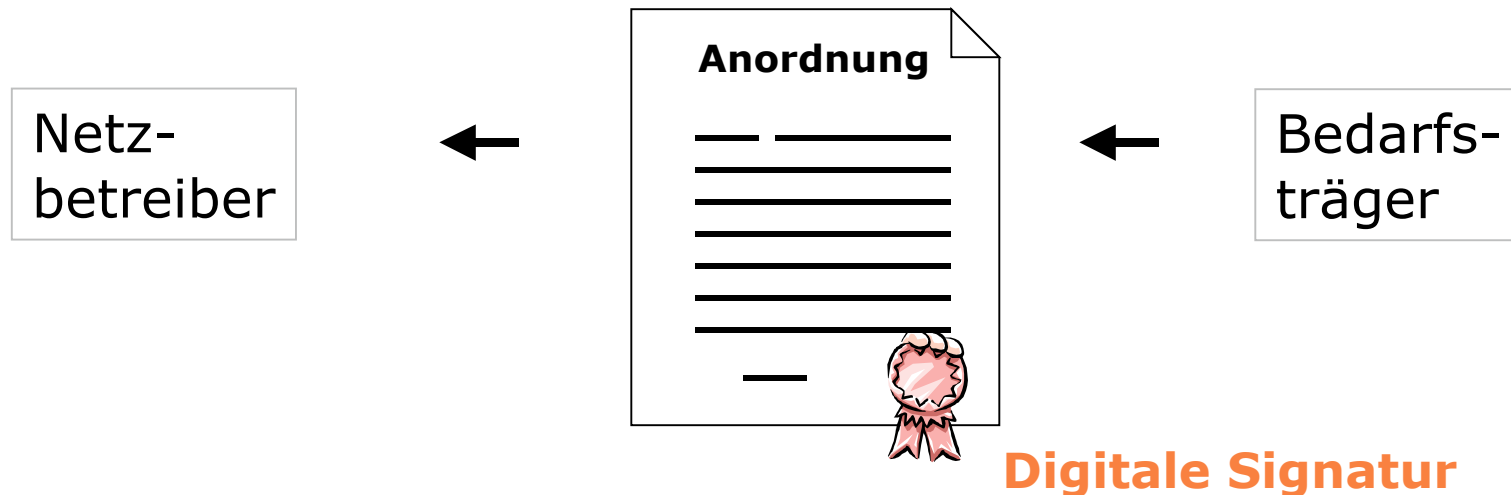 Anordnung
Netz-
betreiber
Bedarfs-
träger
Digitale Signatur